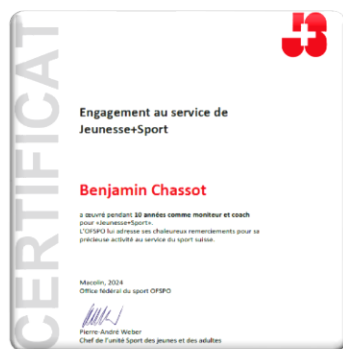 CERTIFICAT
J+S
Engagement au service de
Jeunesse+Sport
Benjamin Chassot
a œuvré pendant 10 années comme moniteur et coach
pour «Jeunesse+Sport».
L'OFSPO lui adresse ses chaleureux remerciements pour sa
précieuse activité au service du sport suisse.
Macolin, 2024
Office fédéral du sport OFSPO
Pierre-André Weber
Chef de l'unité Sport des jeunes et des adultes